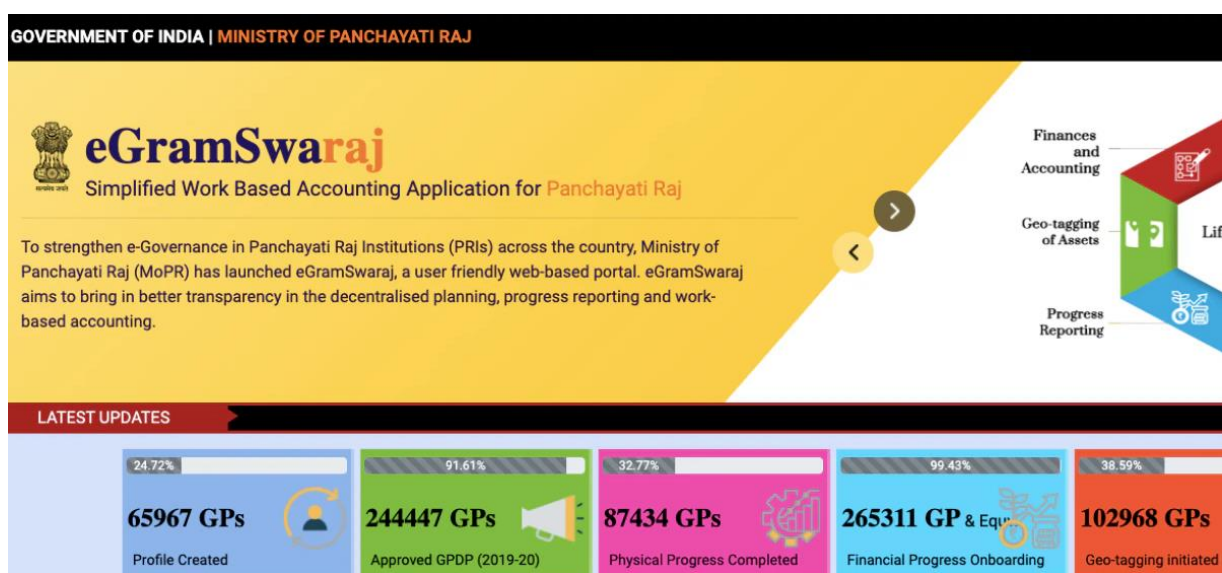 GOVERNMENT OF INDIA | MINISTRY OF PANCHAYATI RAJ
eGramSwaraj
Simplified Work Based Accounting Application for Panchayati Raj
To strengthen e-Governance in Panchayati Raj Institutions (PRIs) across the country, Ministry of
Panchayati Raj (MoPR) has launched eGramSwaraj, a user friendly web-based portal. eGramSwaraj
aims to bring in better transparency in the decentralised planning, progress reporting and work-
based accounting.
Finances
and
Accounting
Geo-tagging
of Assets
Lif
Progress
Reporting
LATEST UPDATES
24.72%
65967 GPs
Profile Created
91.61%
244447 GPs
Approved GPDP (2019-20)
32.77%
87434 GPs
Physical Progress Completed
99.43%
265311 GP & Equ
Financial Progress Onboarding
38.59%
102968 GPs
Geo-tagging initiated